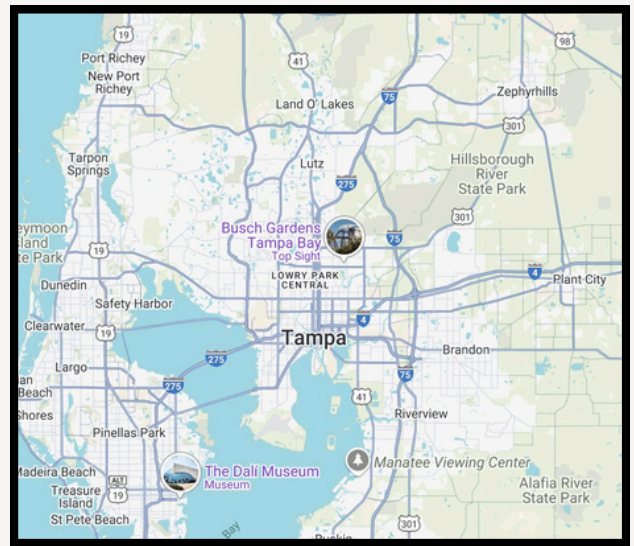 19
98
41
Port Richey
New Port
Richey
75
Zephyrhills
Land O' Lakes
301
Tarpon
Springs
Lutz
Hillsborough
River
State Park
275
301
Busch Gardens
Tampa Bay
Top Sight
eymoon
sland
te Park
75
19
LOWRY PARK
CENTRAL
4
Plant City
Dunedin
Safety Harbor
Clearwater
19
4
Tampa
275
Brandon
Largo
an
Beach
275
75
41
Shores
Riverview
Pinellas Park
Manatee Viewing Center
The Dalí Museum
Museum
Madeira Beach
ALT
19
Treasure
Island
Alafia River
State Park
St Pete Beach
Bay
301